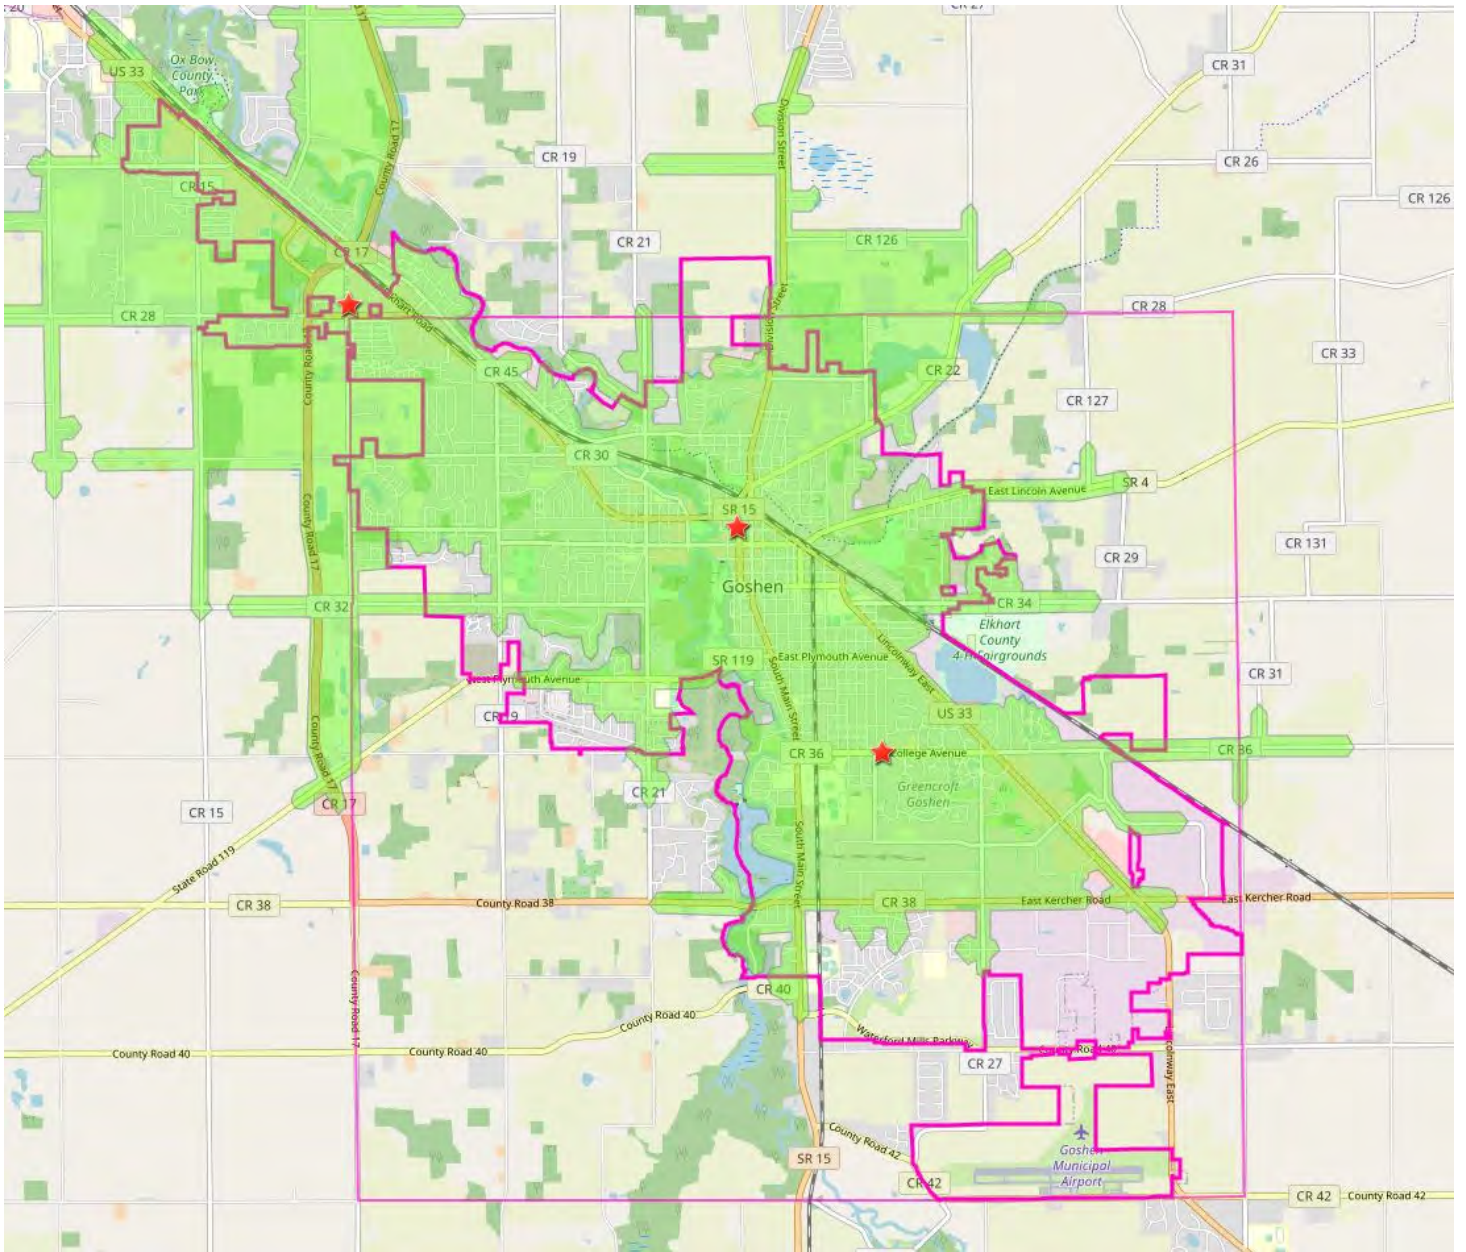 : 20
US 33
Ox Bow
County
Park
CR 27
CR 31
County Road 17
Division Street
CR 19
CR 26
CR 15
CR 126
CR 21
CR 126
CR 17
CR 28
Elkhart Road
Division Street
CR 28
CR 33
CR 45
CR 22
County Road
CR 127
CR 30
SR 4
East Lincoln Avenue
SR 15
County Road 17
CR 131
CR 29
Goshen
CR 32
CR 34
Elkhart
County
4-H Fairgrounds
SR 119
East Plymouth Avenue
South Main Street
Lincolnway East
CR 31
West Plymouth Avenue
US 33
County Road 17
CR 36
College Avenue
CR 36
CR 21
Greencroft
Goshen
CR 15
CR 17
State Road 119
South Main Street
CR 38
County Road 38
CR 38
East Kercher Road
East Kercher Road
CR 40
County Road 17
County Road 40
Waterford Mills Parkway
County Road 40
County Road 40
CR 27
Lincolnway East
County Road 42
SR 15
Goshen
Municipal
Airport
CR 42
CR 42
County Road 42